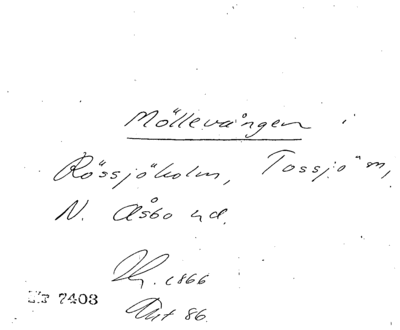 Möllevången i
Rössjöholm, Tossjö sn,
N. Åsbo hd.
c 1866
7403
86